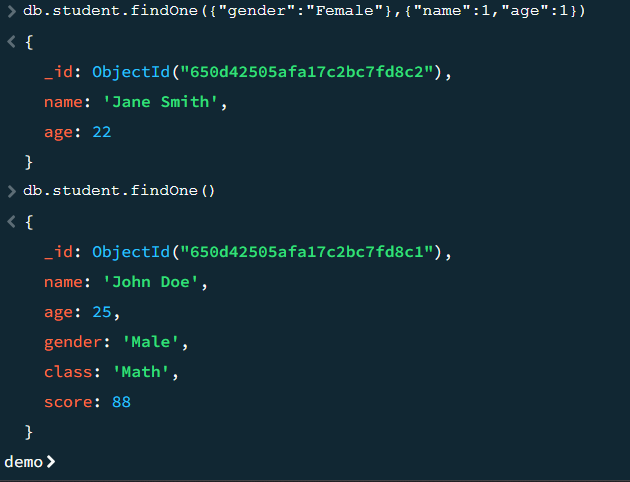 > db.student.findOne({"gender":"Female"},{"name":1,"age":1})
< {
_id: ObjectId("650d42505afa17c2bc7fd8c2"),
name: 'Jane Smith',
age: 22
}
> db.student.findOne()
< {
_id: ObjectId("650d42505afa17c2bc7fd8c1"),
name: 'John Doe',
age: 25,
gender: 'Male',
class: 'Math',
score: 88
}
demo>